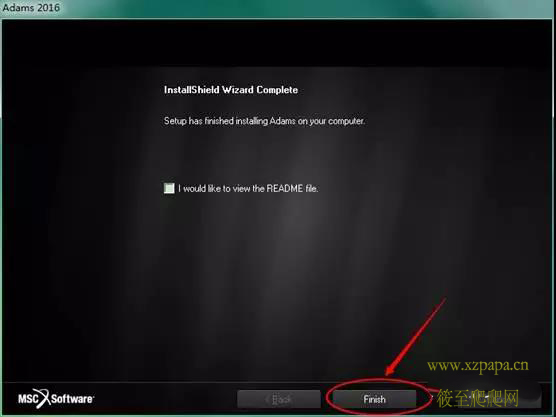 Adams 2016
InstallShield Wizard Complete
Setup has finished installing Adams on your computer.
I would like to view the README file.
www.xzpapa.cn
MSC Software
< Back
Finish
筱至爬爬网